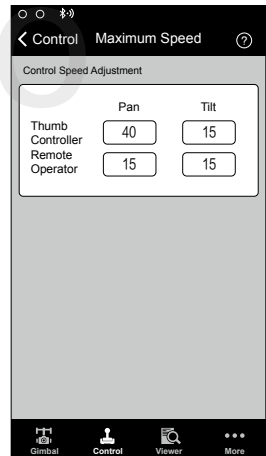 Control Maximum Speed ?
Control Speed Adjustment
Pan Tilt
Thumb
Controller 40 15
Remote
Operator 15 15
Gimbal Control Viewer More